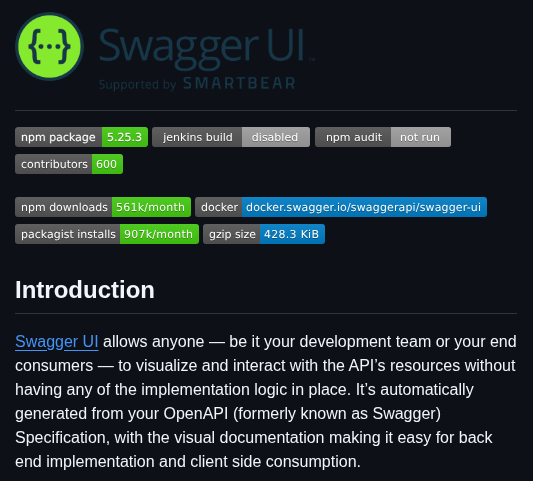 {···}
Swagger UI™
Supported by SMARTBEAR
npm package 5.25.3 jenkins build disabled npm audit not run
contributors 600
npm downloads 561k/month docker docker.swagger.io/swaggerapi/swagger-ui
packagist installs 907k/month gzip size 428.3 KiB
Introduction
Swagger UI allows anyone — be it your development team or your end
consumers — to visualize and interact with the API’s resources without
having any of the implementation logic in place. It’s automatically
generated from your OpenAPI (formerly known as Swagger)
Specification, with the visual documentation making it easy for back
end implementation and client side consumption.